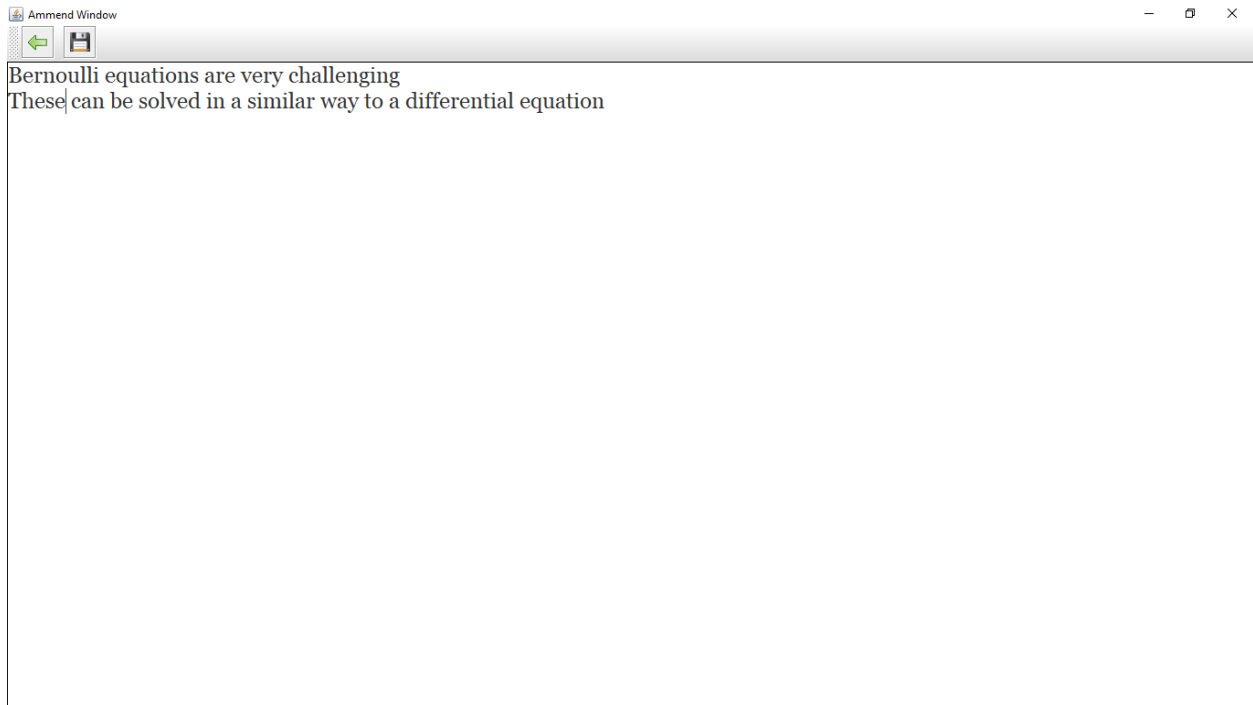 Ammend Window
Bernoulli equations are very challenging
These can be solved in a similar way to a differential equation